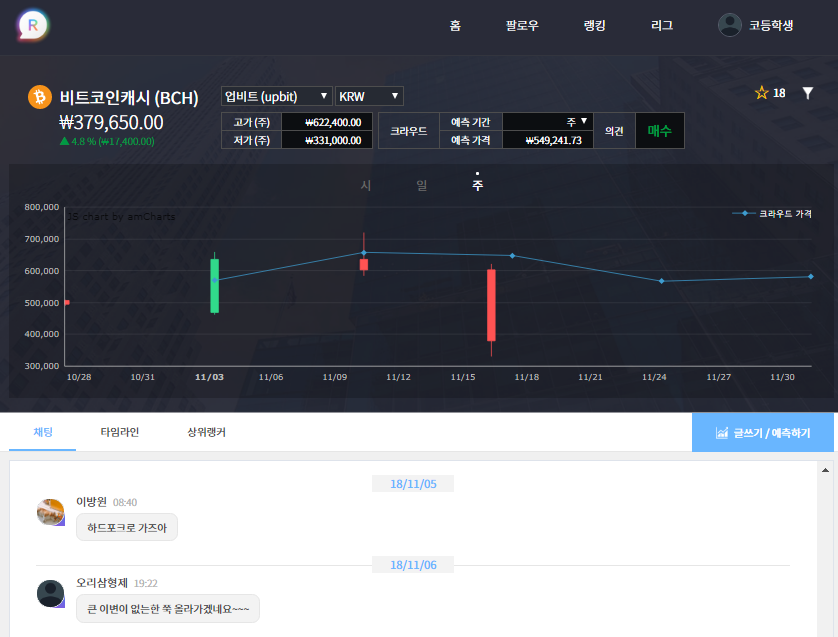 R
홈 팔로우 랭킹 리그 코등학생
비트코인캐시 (BCH)
업비트 (upbit) ▼ KRW ▼
☆ 18
₩379,650.00
▲ 4.8 % (₩17,400.00)
고가 (주) ₩622,400.00
저가 (주) ₩331,000.00
크라우드
예측 기간 주 ▼
예측 가격 ₩549,241.73
의견 매수
시 일 주
JS chart by amCharts
크라우드 가격
800,000
700,000
600,000
500,000
400,000
300,000
10/28 10/31 11/03 11/06 11/09 11/12 11/15 11/18 11/21 11/24 11/27 11/30
채팅 타임라인 상위랭커 글쓰기 / 예측하기
18/11/05
이방원 08:40
하드포크로 가즈아
18/11/06
오리삼형제 19:22
큰 이변이 없는한 쭉 올라가겠네요~~~